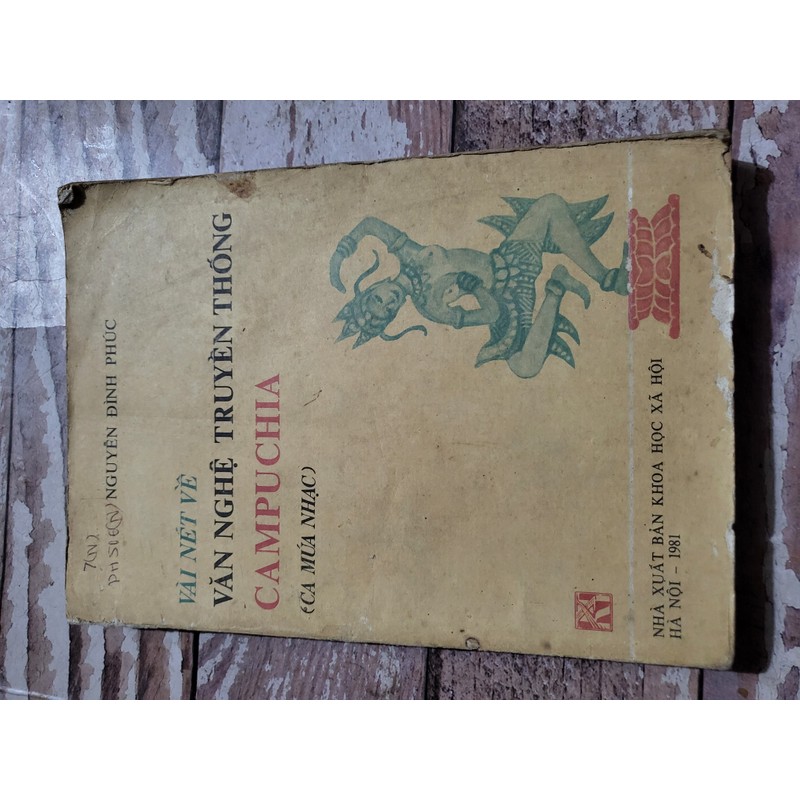 7(N)
NGUYỄN ĐÌNH PHÚC
VÀI NÉT VỀ
VĂN NGHỆ TRUYỀN THỐNG
CAMPUCHIA
(CA MÚA NHẠC)
NHÀ XUẤT BẢN KHOA HỌC XÃ HỘI
HÀ NỘI – 1981